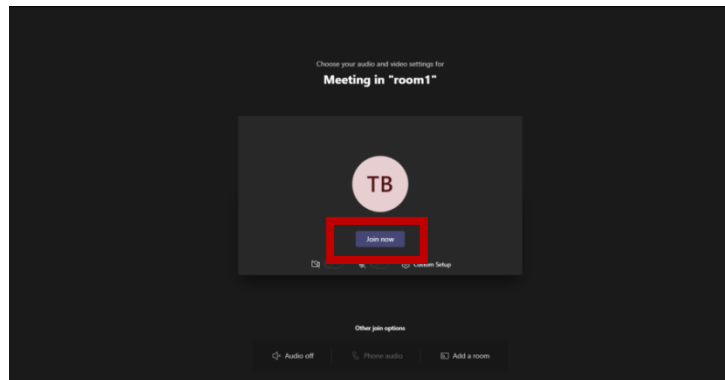 Choose your audio and video settings for
Meeting in "room1"
TB
Join now
Custom Setup
Other join options
Audio off
Phone audio
Add a room